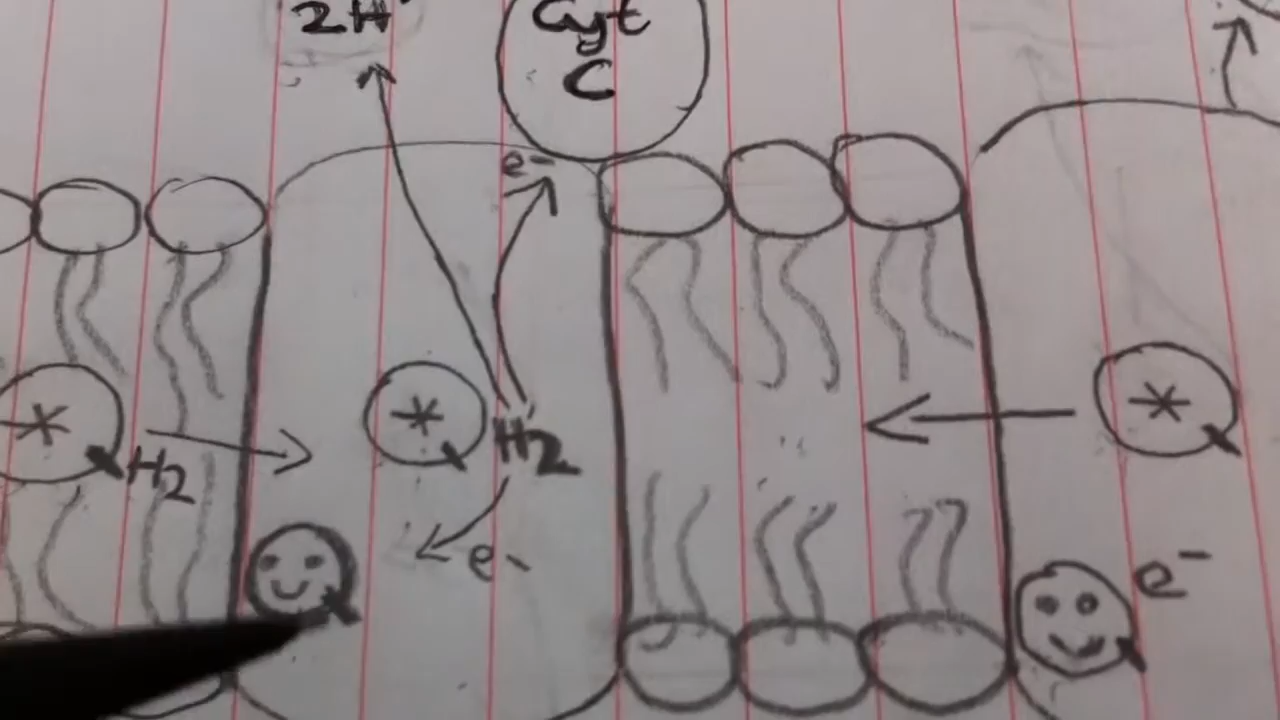 2H⁺
Cyt
C
e-
*Q H2
*Q H2
*Q
Q
e-
Q e-